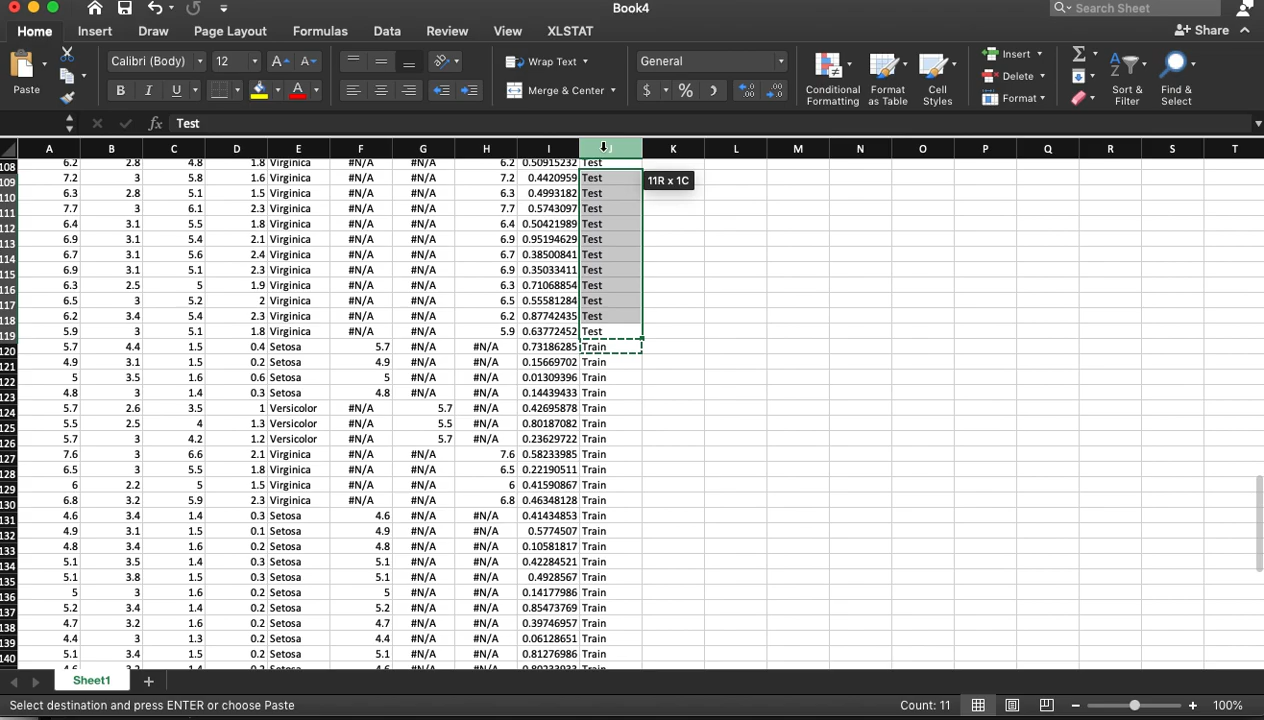 Book4
Search Sheet
Home Insert Draw Page Layout Formulas Data Review View XLSTAT Share
Paste Calibri (Body) 12 A A Wrap Text General Conditional Formatting Format as Table Cell Styles Insert Delete Format Sort & Filter Find & Select
B I U A Merge & Center $ %
fx Test
A B C D E F G H I J K L M N O P Q R S T
108 6.2 2.8 4.8 1.8 Virginica #N/A #N/A 6.2 0.50915232 Test
109 7.2 3 5.8 1.6 Virginica #N/A #N/A 7.2 0.4420959 Test 11R x 1C
110 6.3 2.8 5.1 1.5 Virginica #N/A #N/A 6.3 0.4993182 Test
111 7.7 3 6.1 2.3 Virginica #N/A #N/A 7.7 0.5743097 Test
112 6.4 3.1 5.5 1.8 Virginica #N/A #N/A 6.4 0.50421989 Test
113 6.9 3.1 5.4 2.1 Virginica #N/A #N/A 6.9 0.95194629 Test
114 6.7 3.1 5.6 2.4 Virginica #N/A #N/A 6.7 0.38500841 Test
115 6.9 3.1 5.1 2.3 Virginica #N/A #N/A 6.9 0.35033411 Test
116 6.3 2.5 5 1.9 Virginica #N/A #N/A 6.3 0.71068854 Test
117 6.5 3 5.2 2 Virginica #N/A #N/A 6.5 0.55581284 Test
118 6.2 3.4 5.4 2.3 Virginica #N/A #N/A 6.2 0.87742435 Test
119 5.9 3 5.1 1.8 Virginica #N/A #N/A 5.9 0.63772452 Test
120 5.7 4.4 1.5 0.4 Setosa 5.7 #N/A #N/A 0.73186285 Train
121 4.9 3.1 1.5 0.2 Setosa 4.9 #N/A #N/A 0.15669702 Train
122 5 3.5 1.6 0.6 Setosa 5 #N/A #N/A 0.01309396 Train
123 4.8 3 1.4 0.3 Setosa 4.8 #N/A #N/A 0.14439433 Train
124 5.7 2.6 3.5 1 Versicolor #N/A 5.7 #N/A 0.42695878 Train
125 5.5 2.5 4 1.3 Versicolor #N/A 5.5 #N/A 0.80187082 Train
126 5.7 3 4.2 1.2 Versicolor #N/A 5.7 #N/A 0.23629722 Train
127 7.6 3 6.6 2.1 Virginica #N/A #N/A 7.6 0.58233985 Train
128 6.5 3 5.5 1.8 Virginica #N/A #N/A 6.5 0.22190511 Train
129 6 2.2 5 1.5 Virginica #N/A #N/A 6 0.41590867 Train
130 6.8 3.2 5.9 2.3 Virginica #N/A #N/A 6.8 0.46348128 Train
131 4.6 3.4 1.4 0.3 Setosa 4.6 #N/A #N/A 0.41434853 Train
132 4.9 3.1 1.5 0.1 Setosa 4.9 #N/A #N/A 0.5774507 Train
133 4.8 3.4 1.6 0.2 Setosa 4.8 #N/A #N/A 0.10581817 Train
134 5.1 3.5 1.4 0.3 Setosa 5.1 #N/A #N/A 0.42284521 Train
135 5.1 3.8 1.5 0.3 Setosa 5.1 #N/A #N/A 0.4928567 Train
136 5 3 1.6 0.2 Setosa 5 #N/A #N/A 0.14177986 Train
137 5.2 3.4 1.4 0.2 Setosa 5.2 #N/A #N/A 0.85473769 Train
138 4.7 3.2 1.6 0.2 Setosa 4.7 #N/A #N/A 0.39746957 Train
139 4.4 3 1.3 0.2 Setosa 4.4 #N/A #N/A 0.06128651 Train
140 5.1 3.4 1.5 0.2 Setosa 5.1 #N/A #N/A 0.81276986 Train
Sheet1
Select destination and press ENTER or choose Paste Count: 11 100%